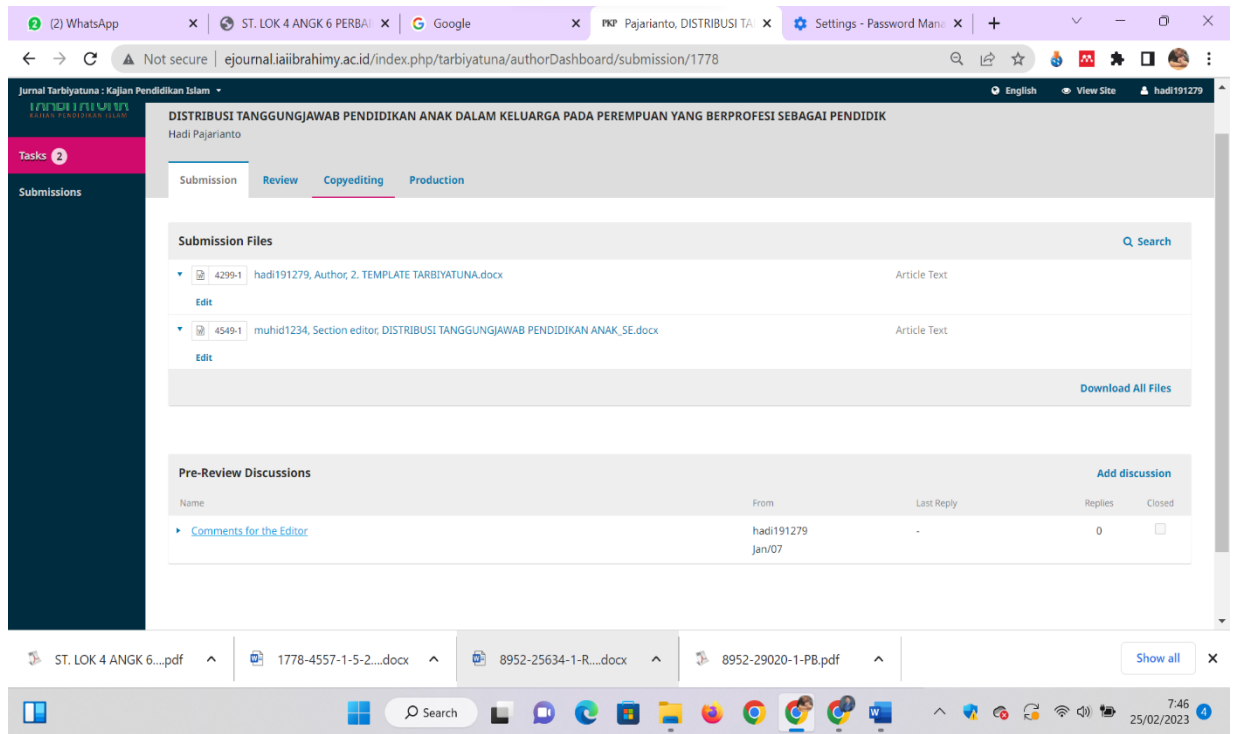 (2) WhatsApp
ST. LOK 4 ANGK 6 PERBAI
Google
PKP Pajarianto, DISTRIBUSI TA
Settings - Password Mana
Not secure ejournal.iaiibrahimy.ac.id/index.php/tarbiyatuna/authorDashboard/submission/1778
Jurnal Tarbiyatuna : Kajian Pendidikan Islam
English View Site hadi191279
TARBIYATUNA
KAJIAN PENDIDIKAN ISLAM
DISTRIBUSI TANGGUNGJAWAB PENDIDIKAN ANAK DALAM KELUARGA PADA PEREMPUAN YANG BERPROFESI SEBAGAI PENDIDIK
Hadi Pajarianto
Tasks 2
Submissions
Submission Review Copyediting Production
Submission Files Search
4299-1 hadi191279, Author, 2. TEMPLATE TARBIYATUNA.docx Article Text
Edit
4549-1 muhid1234, Section editor, DISTRIBUSI TANGGUNGJAWAB PENDIDIKAN ANAK_SE.docx Article Text
Edit
Download All Files
Pre-Review Discussions Add discussion
Name From Last Reply Replies Closed
Comments for the Editor hadi191279 - 0
Jan/07
ST. LOK 4 ANGK 6....pdf 1778-4557-1-5-2....docx 8952-25634-1-R....docx 8952-29020-1-PB.pdf Show all
Search
7:46
25/02/2023
4